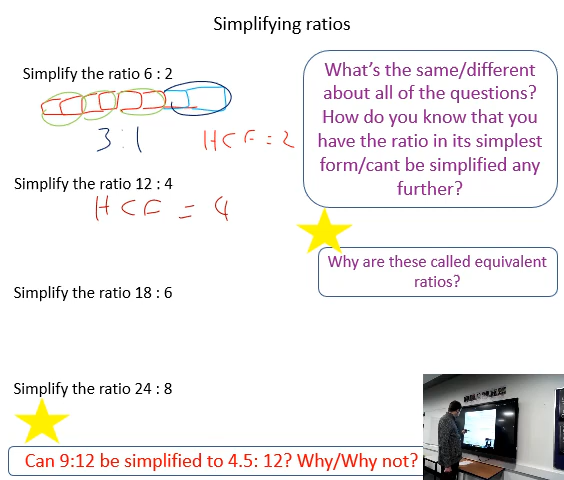 Simplifying ratios
Simplify the ratio 6 : 2
3 : 1
HCF = 2
Simplify the ratio 12 : 4
HCF = 4
Simplify the ratio 18 : 6
Simplify the ratio 24 : 8
What's the same/different
about all of the questions?
How do you know that you
have the ratio in its simplest
form/cant be simplified any
further?
Why are these called equivalent
ratios?
Can 9:12 be simplified to 4.5: 12? Why/Why not?